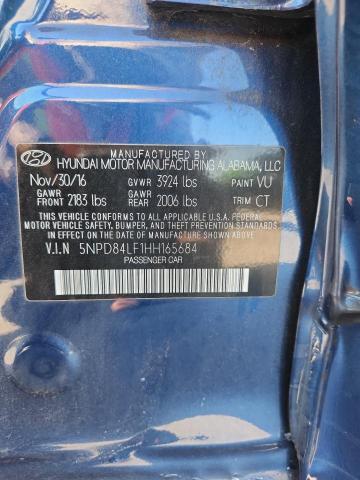 MANUFACTURED BY
HYUNDAI MOTOR MANUFACTURING ALABAMA, LLC
Nov/30/16 GVWR 3924 lbs PAINT VU
GAWR FRONT 2183 lbs GAWR REAR 2006 lbs TRIM CT
THIS VEHICLE CONFORMS TO ALL APPLICABLE U.S.A. FEDERAL
MOTOR VEHICLE SAFETY, BUMPER, AND THEFT PREVENTION
STANDARDS IN EFFECT ON THE DATE OF MANUFACTURE SHOWN ABOVE.
V.I.N 5NPD84LF1HH165684
PASSENGER CAR